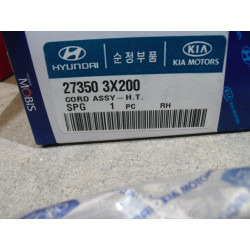 MOBIS
HYUNDAI
순정부품
KIA
KIA MOTORS
27350 3X200
CORD ASSY-H.T.
SPG 1 PC RH